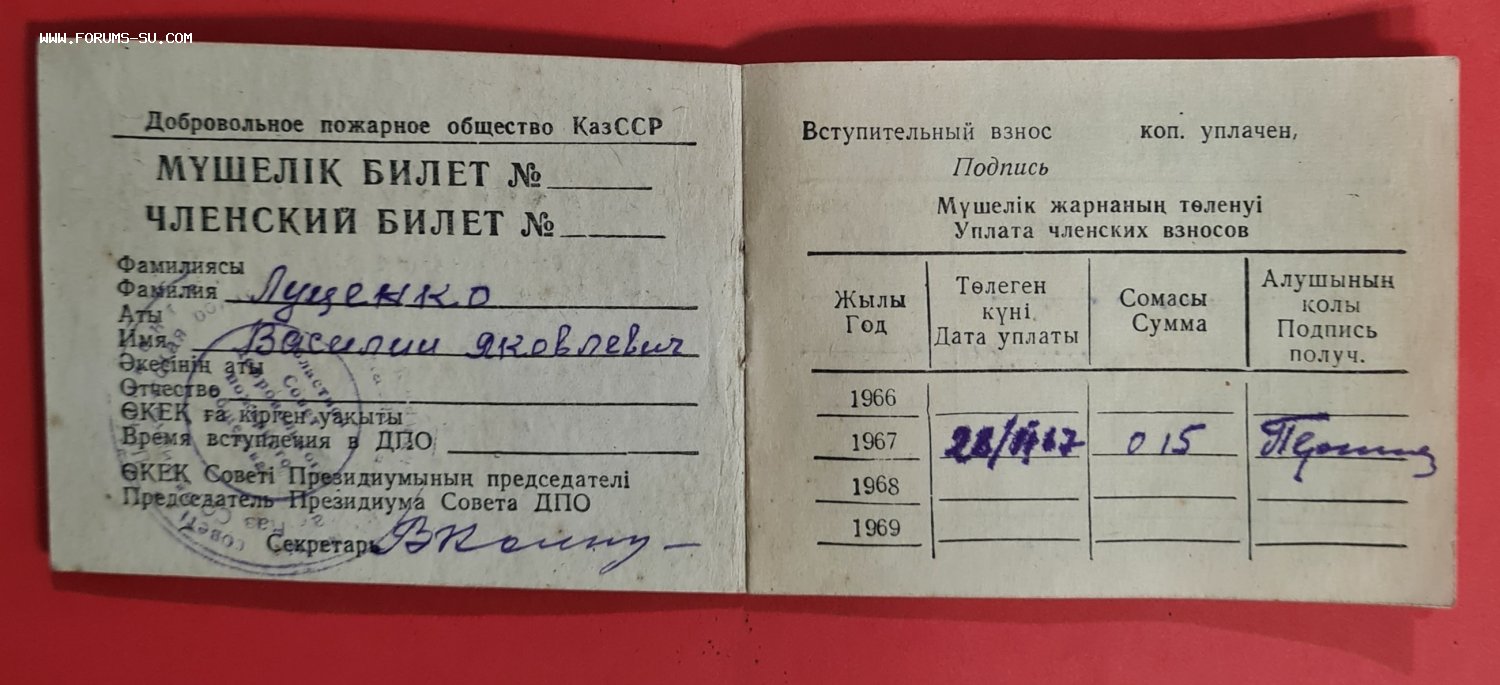 WWW.FORUMS-SU.COM
Добровольное пожарное общество КазССР
МҮШЕЛІК БИЛЕТ №
ЧЛЕНСКИЙ БИЛЕТ №
Фамилиясы
Фамилия Луценко
Аты
Имя Василии Яковлевич
Әкесінің аты
Отчество
ӨКЕҚ ға кірген уақыты
Время вступления в ДПО
ӨКЕҚ Советі Президиумының председателі
Председатель Президиума Совета ДПО
Секретарь
Вступительный взнос коп. уплачен,
Подпись
Мүшелік жарнаның төленуі
Уплата членских взносов
Жылы
Год
Төлеген
күні
Дата уплаты
Сомасы
Сумма
Алушының
қолы
Подпись
получ.
1966
1967 0 15
1968
1969